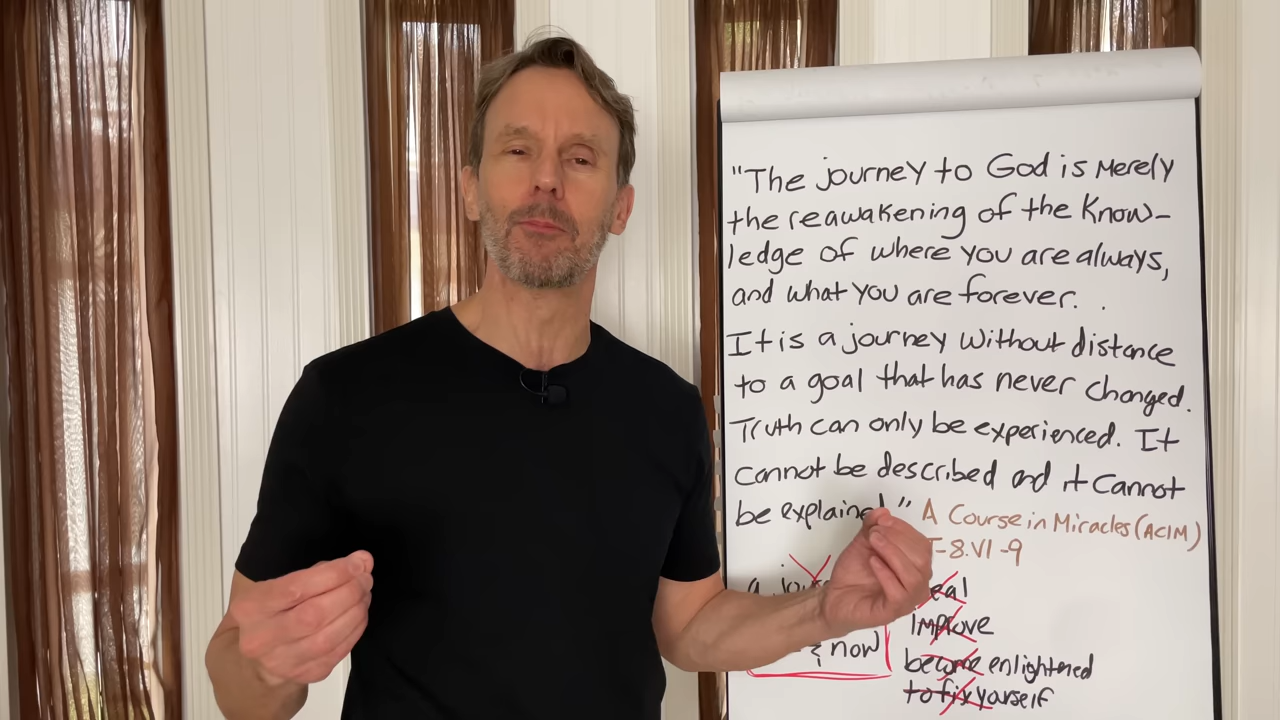 "The journey to God is Merely
the reawakening of the Know-
ledge of where you are always,
and what you are forever.
It is a journey without distance
to a goal that has never changed.
Truth can only be experienced. It
cannot be described and it cannot
be explained"
A Course in Miracles (ACIM)
T-8.VI-9
a
& now
improve
become enlightened
to fix yourself